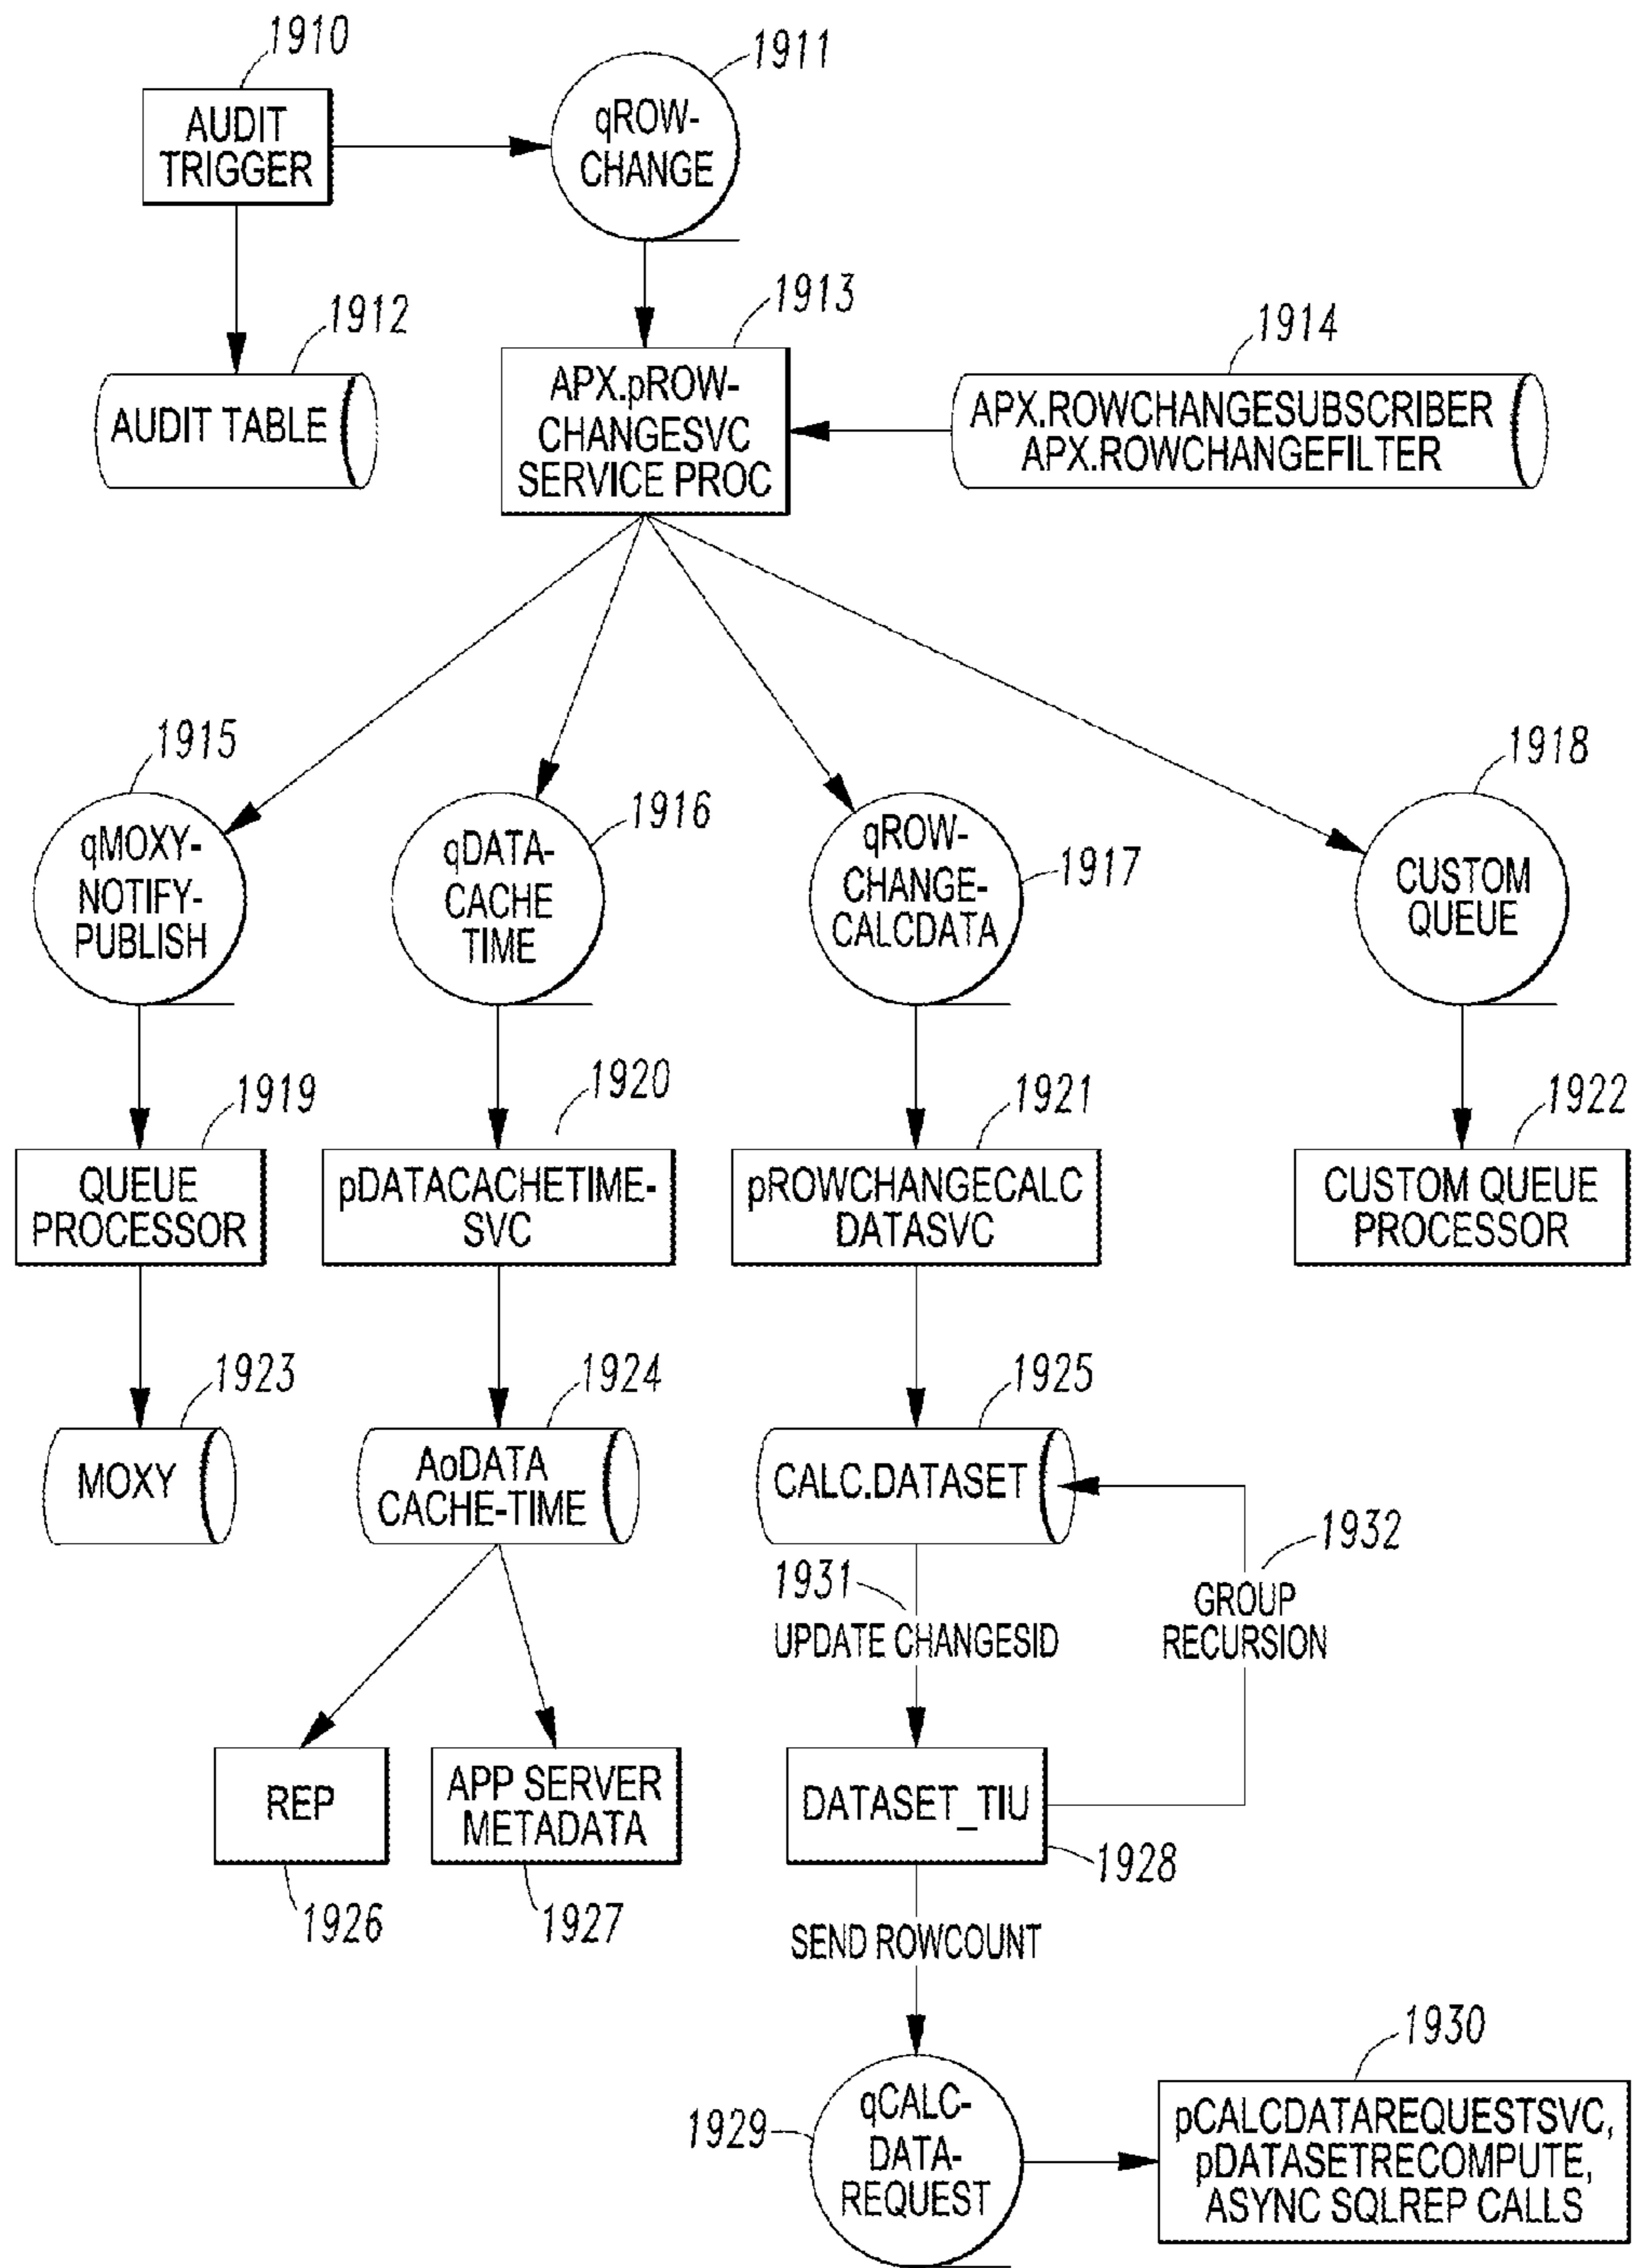 1910
1911
AUDIT
TRIGGER
qROW-
CHANGE
1912
1913
1914
AUDIT TABLE
APX.pROW-
CHANGESVC
SERVICE PROC
APX.ROWCHANGESUBSCRIBER
APX.ROWCHANGEFILTER
1915
1916
1917
1918
qMOXY-
NOTIFY-
PUBLISH
qDATA-
CACHE
TIME
qROW-
CHANGE-
CALCDATA
CUSTOM
QUEUE
1919
1920
1921
1922
QUEUE
PROCESSOR
pDATACACHETIME-
SVC
pROWCHANGECALC
DATASVC
CUSTOM QUEUE
PROCESSOR
1923
1924
1925
MOXY
AoDATA
CACHE-TIME
CALC.DATASET
1931
UPDATE CHANGESID
1932
GROUP
RECURSION
REP
APP SERVER
METADATA
DATASET_TIU
1926
1927
1928
SEND ROWCOUNT
1929
1930
qCALC-
DATA-
REQUEST
pCALCDATAREQUESTSVC,
pDATASETRECOMPUTE,
ASYNC SQLREP CALLS